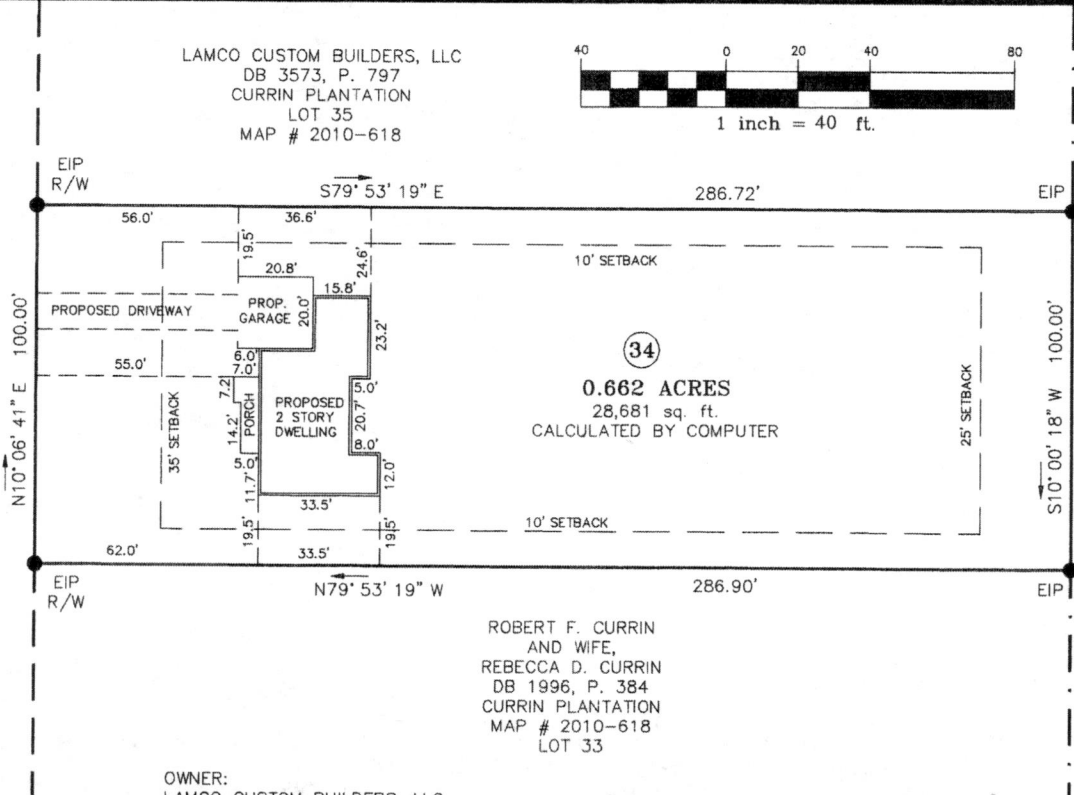 LAMCO CUSTOM BUILDERS, LLC
DB 3573, P. 797
CURRIN PLANTATION
LOT 35
MAP # 2010-618
40 0 20 40 80
1 inch = 40 ft.
EIP
R/W
S79° 53' 19" E
286.72'
EIP
56.0'
36.6'
19.5'
24.6'
10' SETBACK
20.8'
15.8'
PROPOSED DRIVEWAY
PROP.
GARAGE
20.0'
23.2'
N10° 06' 41" E 100.00'
S10° 00' 18" W 100.00'
34
0.662 ACRES
28,681 sq. ft.
CALCULATED BY COMPUTER
6.0'
55.0'
7.0'
7.2'
5.0'
35' SETBACK
25' SETBACK
PORCH
PROPOSED
2 STORY
DWELLING
20.7'
14.2'
8.0'
5.0'
11.7'
12.0'
33.5'
10' SETBACK
19.5'
19.5'
62.0'
33.5'
EIP
R/W
N79° 53' 19" W
286.90'
EIP
ROBERT F. CURRIN
AND WIFE,
REBECCA D. CURRIN
DB 1996, P. 384
CURRIN PLANTATION
MAP # 2010-618
LOT 33
OWNER:
LAMCO CUSTOM BUILDERS, LLC